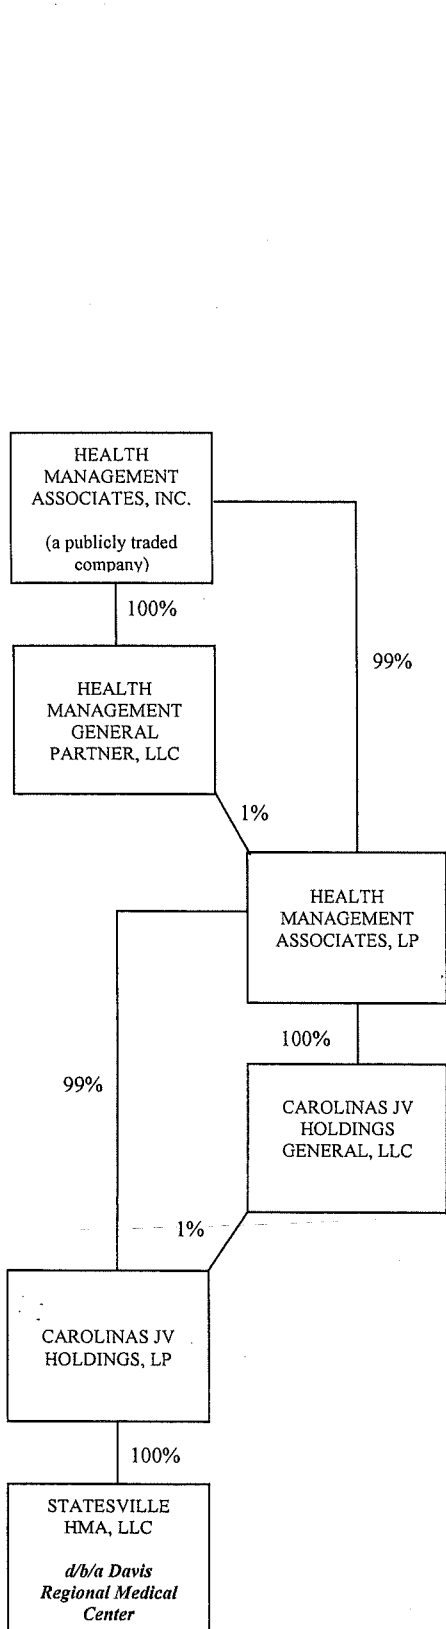 HEALTH
MANAGEMENT
ASSOCIATES, INC.
(a publicly traded
company)
100%
99%
HEALTH
MANAGEMENT
GENERAL
PARTNER, LLC
1%
HEALTH
MANAGEMENT
ASSOCIATES, LP
100%
99%
CAROLINAS JV
HOLDINGS
GENERAL, LLC
1%
CAROLINAS JV
HOLDINGS, LP
100%
STATESVILLE
HMA, LLC
d/b/a Davis
Regional Medical
Center